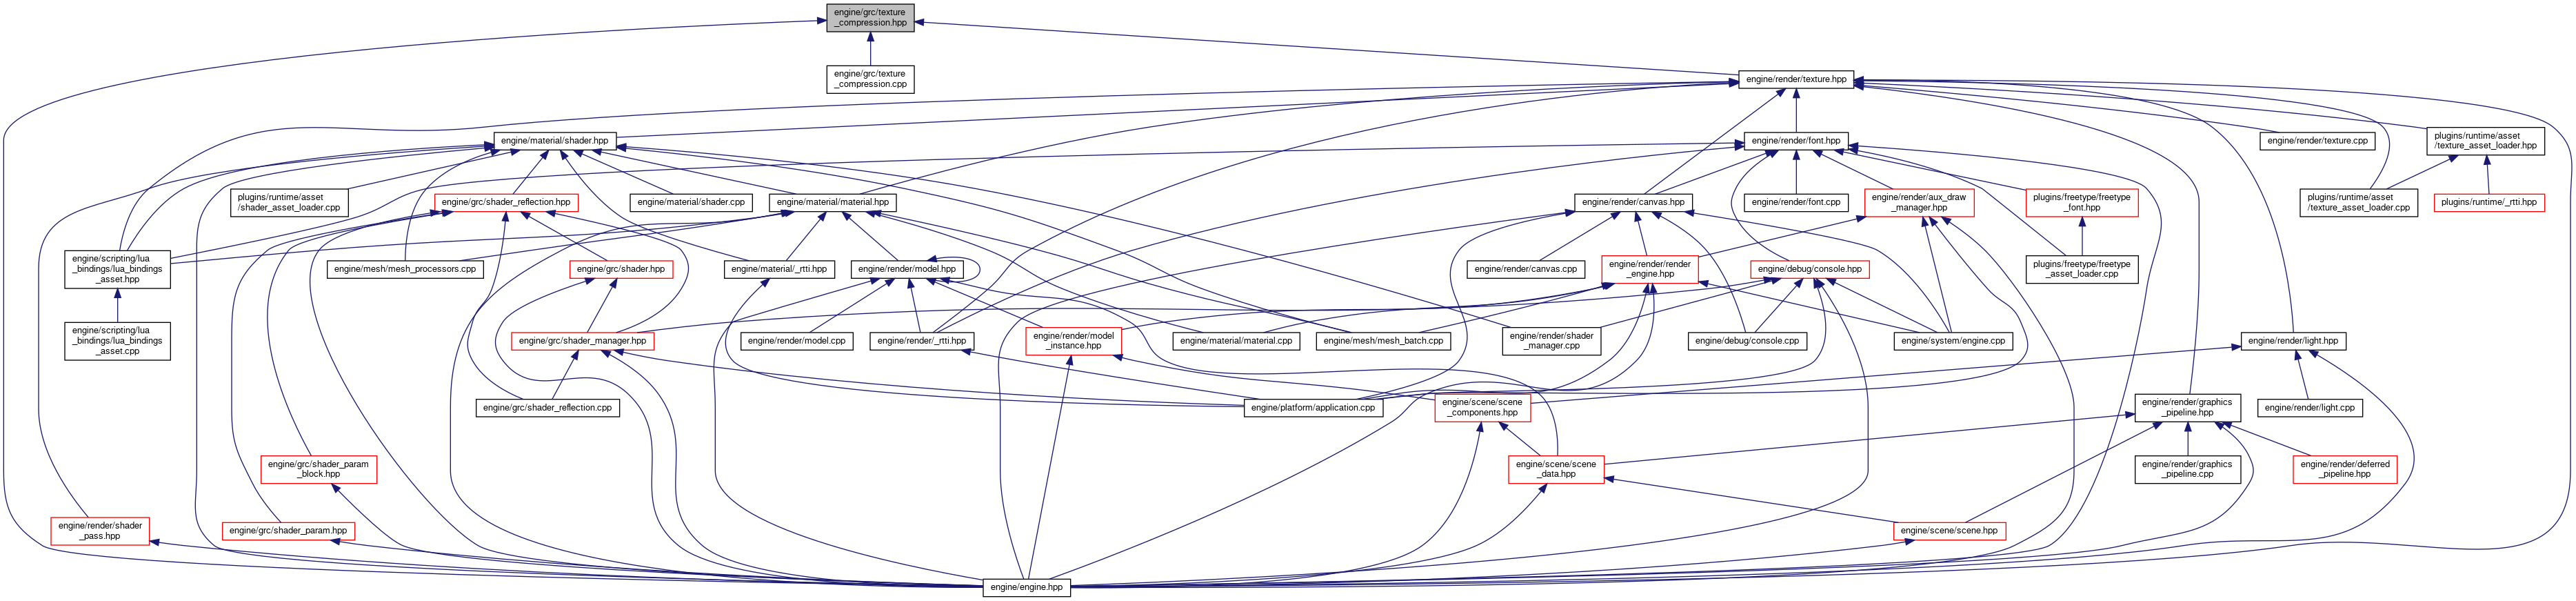 engine/grc/texture
_compression.hpp
engine/grc/texture
_compression.cpp
engine/render/texture.hpp
engine/material/shader.hpp
engine/render/font.hpp
engine/render/texture.cpp
plugins/runtime/asset
/texture_asset_loader.hpp
plugins/runtime/asset
/shader_asset_loader.cpp
engine/grc/shader_reflection.hpp
engine/material/shader.cpp
engine/material/material.hpp
engine/render/canvas.hpp
engine/render/font.cpp
engine/render/aux_draw
_manager.hpp
plugins/freetype/freetype
_font.hpp
plugins/runtime/asset
/texture_asset_loader.cpp
plugins/runtime/_rtti.hpp
engine/scripting/lua
_bindings/lua_bindings
_asset.hpp
engine/mesh/mesh_processors.cpp
engine/grc/shader.hpp
engine/material/_rtti.hpp
engine/render/model.hpp
engine/render/canvas.cpp
engine/render/render
_engine.hpp
engine/debug/console.hpp
plugins/freetype/freetype
_asset_loader.cpp
engine/scripting/lua
_bindings/lua_bindings
_asset.cpp
engine/grc/shader_manager.hpp
engine/render/model.cpp
engine/render/_rtti.hpp
engine/render/model
_instance.hpp
engine/material/material.cpp
engine/mesh/mesh_batch.cpp
engine/render/shader
_manager.cpp
engine/debug/console.cpp
engine/system/engine.cpp
engine/render/light.hpp
engine/grc/shader_reflection.cpp
engine/platform/application.cpp
engine/scene/scene
_components.hpp
engine/render/graphics
_pipeline.hpp
engine/render/light.cpp
engine/grc/shader_param
_block.hpp
engine/scene/scene
_data.hpp
engine/render/graphics
_pipeline.cpp
engine/render/deferred
_pipeline.hpp
engine/render/shader
_pass.hpp
engine/grc/shader_param.hpp
engine/scene/scene.hpp
engine/engine.hpp